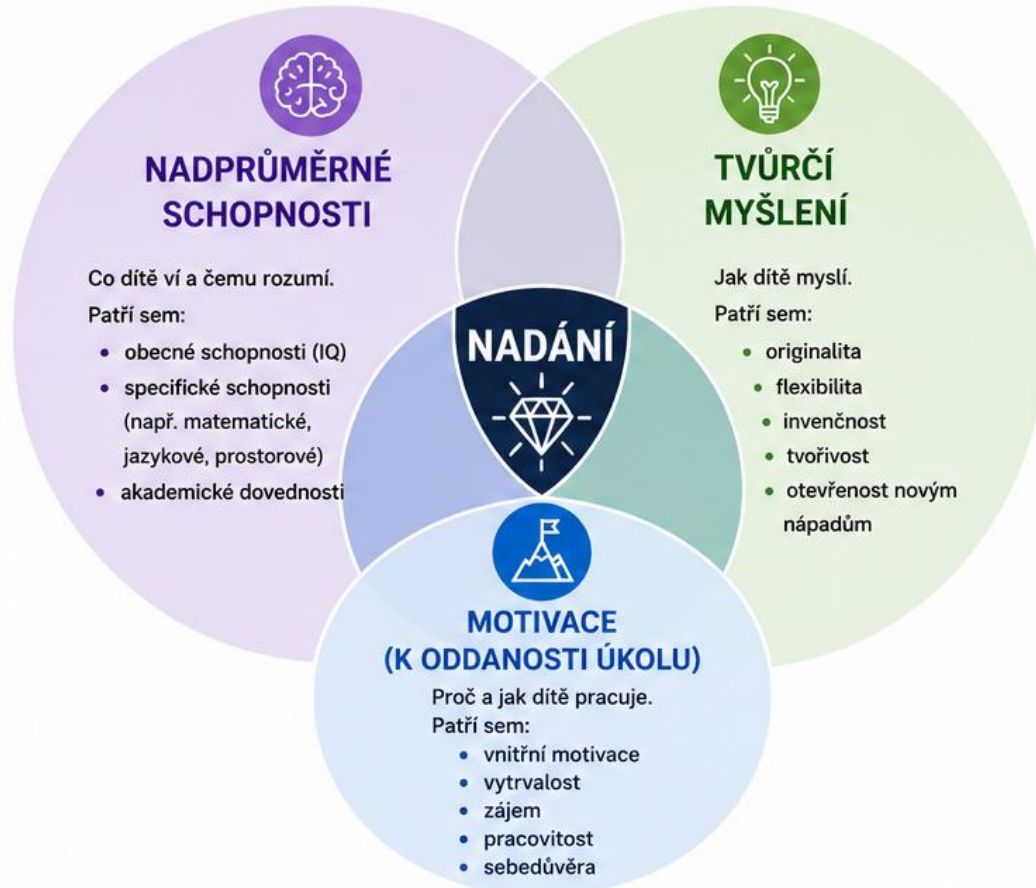 NADPRŮMĚRNÉ
SCHOPNOSTI
Co dítě ví a čemu rozumí.
Patří sem:
• obecné schopnosti (IQ)
• specifické schopnosti
(např. matematické,
jazykové, prostorové)
• akademické dovednosti
TVŮRČÍ
MYŠLENÍ
Jak dítě myslí.
Patří sem:
• originalita
• flexibilita
• invenčnost
• tvořivost
• otevřenost novým
nápadům
NADÁNÍ
MOTIVACE
(K ODDANOSTI ÚKOLU)
Proč a jak dítě pracuje.
Patří sem:
• vnitřní motivace
• vytrvalost
• zájem
• pracovitost
• sebedůvěra